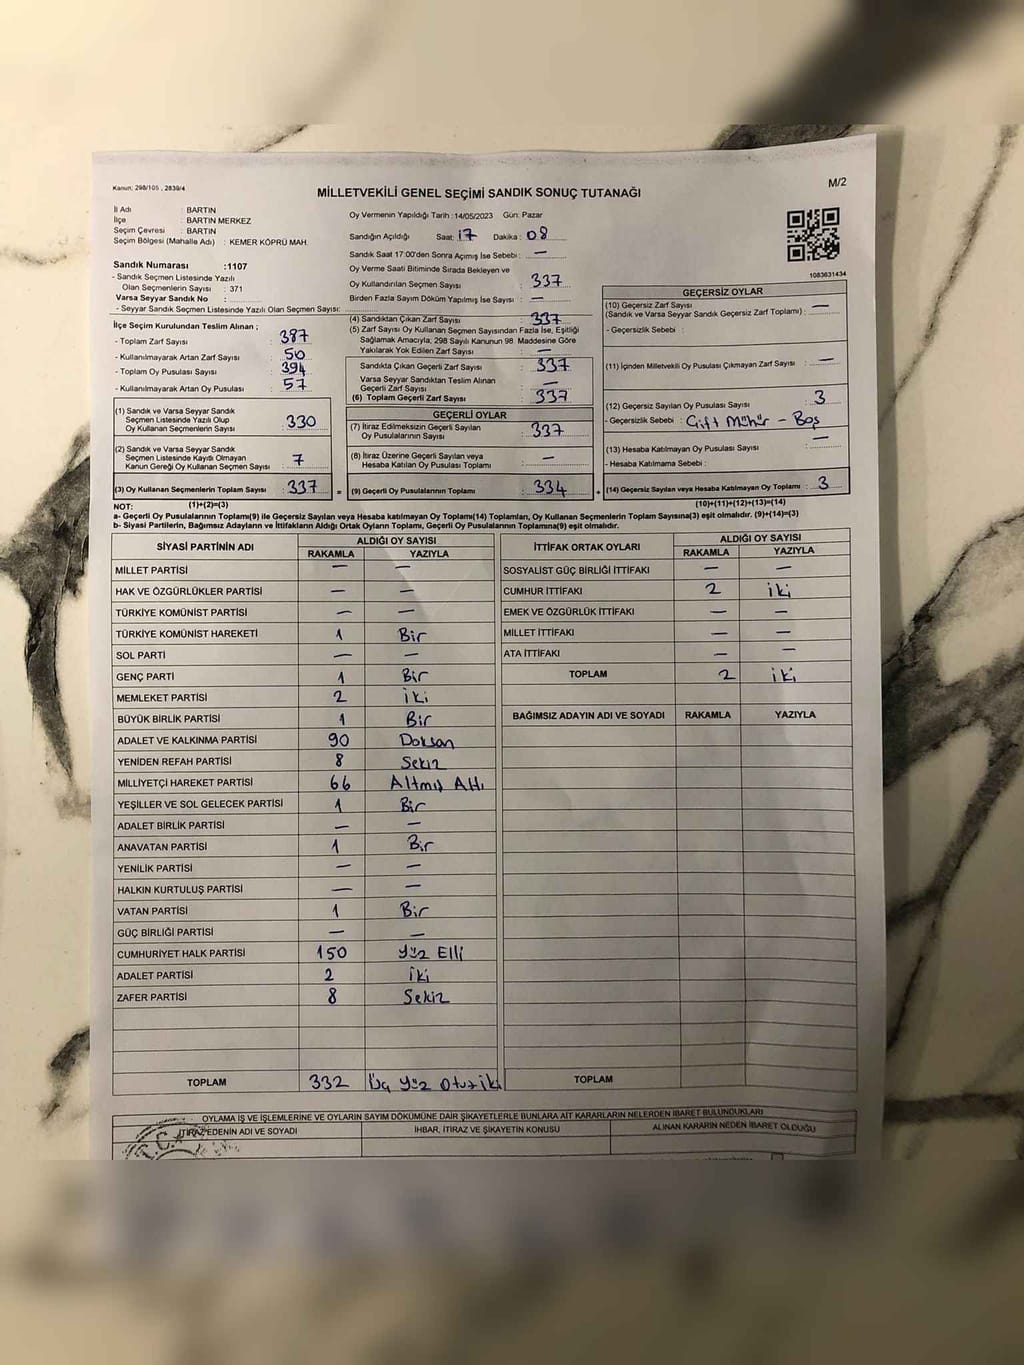 Kanun; 298/105 , 2839/4
MİLLETVEKİLİ GENEL SEÇİMİ SANDIK SONUÇ TUTANAĞI
M/2
İl Adı : BARTIN
İlçe : BARTIN MERKEZ
Seçim Çevresi : BARTIN
Seçim Bölgesi (Mahalle Adı) : KEMER KÖPRÜ MAH.
Sandık Numarası :1107
- Sandık Seçmen Listesinde Yazılı
Olan Seçmenlerin Sayısı : 371
Varsa Seyyar Sandık No :
- Seyyar Sandık Seçmen Listesinde Yazılı Olan Seçmen Sayısı:
İlçe Seçim Kurulundan Teslim Alınan ;
- Toplam Zarf Sayısı : 387
- Kullanılmayarak Artan Zarf Sayısı : 50
- Toplam Oy Pusulası Sayısı : 394
- Kullanılmayarak Artan Oy Pusulası : 57
(1) Sandık ve Varsa Seyyar Sandık
Seçmen Listesinde Yazılı Olup
Oy Kullanan Seçmenlerin Sayısı : 330
(2) Sandık ve Varsa Seyyar Sandık
Seçmen Listesinde Kaydı Olmayan
Kanun Gereği Oy Kullanan Seçmen Sayısı : 7
(3) Oy Kullanan Seçmenlerin Toplam Sayısı : 337 =
Oy Vermenin Yapıldığı Tarih :14/05/2023 Gün: Pazar
Sandığın Açıldığı Saat: 17 Dakika : 08
Sandık Saat 17:00'den Sonra Açımış İse Sebebi : —
Oy Verme Saati Bitiminde Sırada Bekleyen ve
Oy Kullandırılan Seçmen Sayısı : 337
Birden Fazla Sayım Döküm Yapılmış İse Sayısı : —
(4) Sandıktan Çıkan Zarf Sayısı : 337
(5) Zarf Sayısı Oy Kullanan Seçmen Sayısından Fazla İse, Eşitliği
Sağlamak Amacıyla; 298 Sayılı Kanunun 98. Maddesine Göre
Yakılarak Yok Edilen Zarf Sayısı : —
Sandıkta Çıkan Geçerli Zarf Sayısı : 337
Varsa Seyyar Sandıktan Teslim Alınan
Geçerli Zarf Sayısı : —
(6) Toplam Geçerli Zarf Sayısı : 337
GEÇERLİ OYLAR
(7) İtiraz Edilmeksizin Geçerli Sayılan
Oy Pusulalarının Sayısı : 337
(8) İtiraz Üzerine Geçerli Sayılan veya
Hesaba Katılan Oy Pusulası Toplamı : —
(9) Geçerli Oy Pusulalarının Toplamı : 334 +
1083631434
GEÇERSİZ OYLAR
(10) Geçersiz Zarf Sayısı
(Sandık ve Varsa Seyyar Sandık Geçersiz Zarf Toplamı) : —
- Geçersizlik Sebebi :
(11) İçinden Milletvekili Oy Pusulası Çıkmayan Zarf Sayısı : —
(12) Geçersiz Sayılan Oy Pusulası Sayısı : 3
- Geçersizlik Sebebi : Çift Mühür – Boş
(13) Hesaba Katılmayan Oy Pusulası Sayısı : —
- Hesaba Katılmama Sebebi :
(14) Geçersiz Sayılan veya Hesaba Katılmayan Oy Toplamı : 3
NOT: (1)+(2)=(3) (10)+(11)+(12)+(13)=(14)
a- Geçerli Oy Pusulalarının Toplamı(9) ile Geçersiz Sayılan veya Hesaba katılmayan Oy Toplamı(14) Toplamları, Oy Kullanan Seçmenlerin Toplam Sayısına(3) eşit olmalıdır. (9)+(14)=(3)
b- Siyasi Partilerin, Bağımsız Adayların ve İttifakların Aldığı Ortak Oyların Toplamı, Geçerli Oy Pusulalarının Toplamına(9) eşit olmalıdır.
SİYASİ PARTİNİN ADI ALDIĞI OY SAYISI
RAKAMLA YAZIYLA
MİLLET PARTİSİ — —
HAK VE ÖZGÜRLÜKLER PARTİSİ — —
TÜRKİYE KOMÜNİST PARTİSİ — —
TÜRKİYE KOMÜNİST HAREKETİ 1 Bir
SOL PARTİ — —
GENÇ PARTİ 1 Bir
MEMLEKET PARTİSİ 2 İki
BÜYÜK BİRLİK PARTİSİ 1 Bir
ADALET VE KALKINMA PARTİSİ 90 Doksan
YENİDEN REFAH PARTİSİ 8 Sekiz
MİLLİYETÇİ HAREKET PARTİSİ 66 Altmış Altı
YEŞİLLER VE SOL GELECEK PARTİSİ 1 Bir
ADALET BİRLİK PARTİSİ — —
ANAVATAN PARTİSİ 1 Bir
YENİLİK PARTİSİ — —
HALKIN KURTULUŞ PARTİSİ — —
VATAN PARTİSİ 1 Bir
GÜÇ BİRLİĞİ PARTİSİ — —
CUMHURİYET HALK PARTİSİ 150 Yüz Elli
ADALET PARTİSİ 2 İki
ZAFER PARTİSİ 8 Sekiz
TOPLAM 332 Üç Yüz Otuz iki
İTTİFAK ORTAK OYLARI ALDIĞI OY SAYISI
RAKAMLA YAZIYLA
SOSYALİST GÜÇ BİRLİĞİ İTTİFAKI — —
CUMHUR İTTİFAKI 2 iki
EMEK VE ÖZGÜRLÜK İTTİFAKI — —
MİLLET İTTİFAKI — —
ATA İTTİFAKI — —
TOPLAM 2 iki
BAĞIMSIZ ADAYIN ADI VE SOYADI RAKAMLA YAZIYLA
TOPLAM
OYLAMA İŞ VE İŞLEMLERİNE VE OYLARIN SAYIM DÖKÜMÜNE DAİR ŞİKAYETLERLE BUNLARA AİT KARARLARIN NELERDEN İBARET BULUNDUKLARI
İTİRAZ EDENİN ADI VE SOYADI İHBAR, İTİRAZ VE ŞİKAYETİN KONUSU ALINAN KARARIN NEDEN İBARET OLDUĞU
T.C.